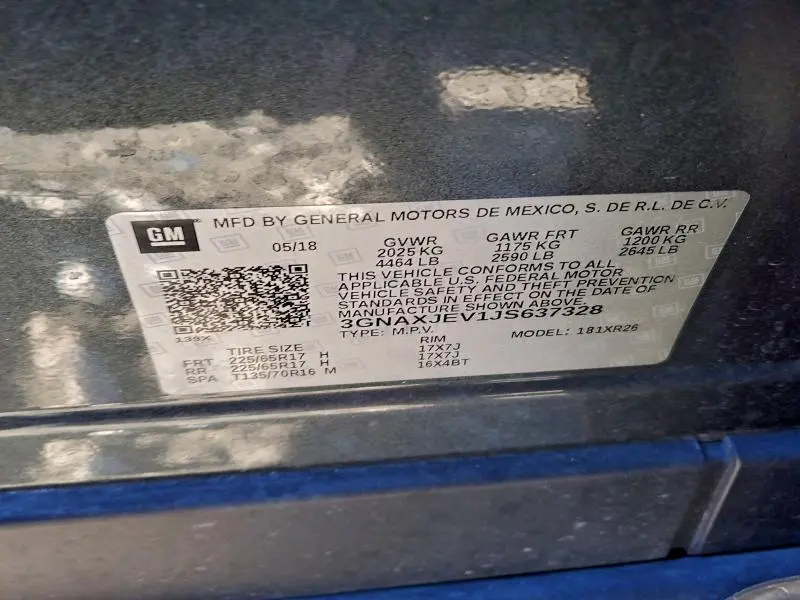 GM
MFD BY GENERAL MOTORS DE MEXICO, S. DE R.L. DE C.V.
05/18
GVWR GAWR FRT GAWR RR
2025 KG 1175 KG 1200 KG
4464 LB 2590 LB 2645 LB
THIS VEHICLE CONFORMS TO ALL
APPLICABLE U.S. FEDERAL MOTOR
VEHICLE SAFETY AND THEFT PREVENTION
STANDARDS IN EFFECT ON THE DATE OF
MANUFACTURE SHOWN ABOVE.
3GNAXJEV1JS637328
TYPE: M.P.V. MODEL: 181XR26
139X
TIRE SIZE RIM
FRT 225/65R17 H 17X7J
RR 225/65R17 H 17X7J
SPA T135/70R16 M 16X4BT